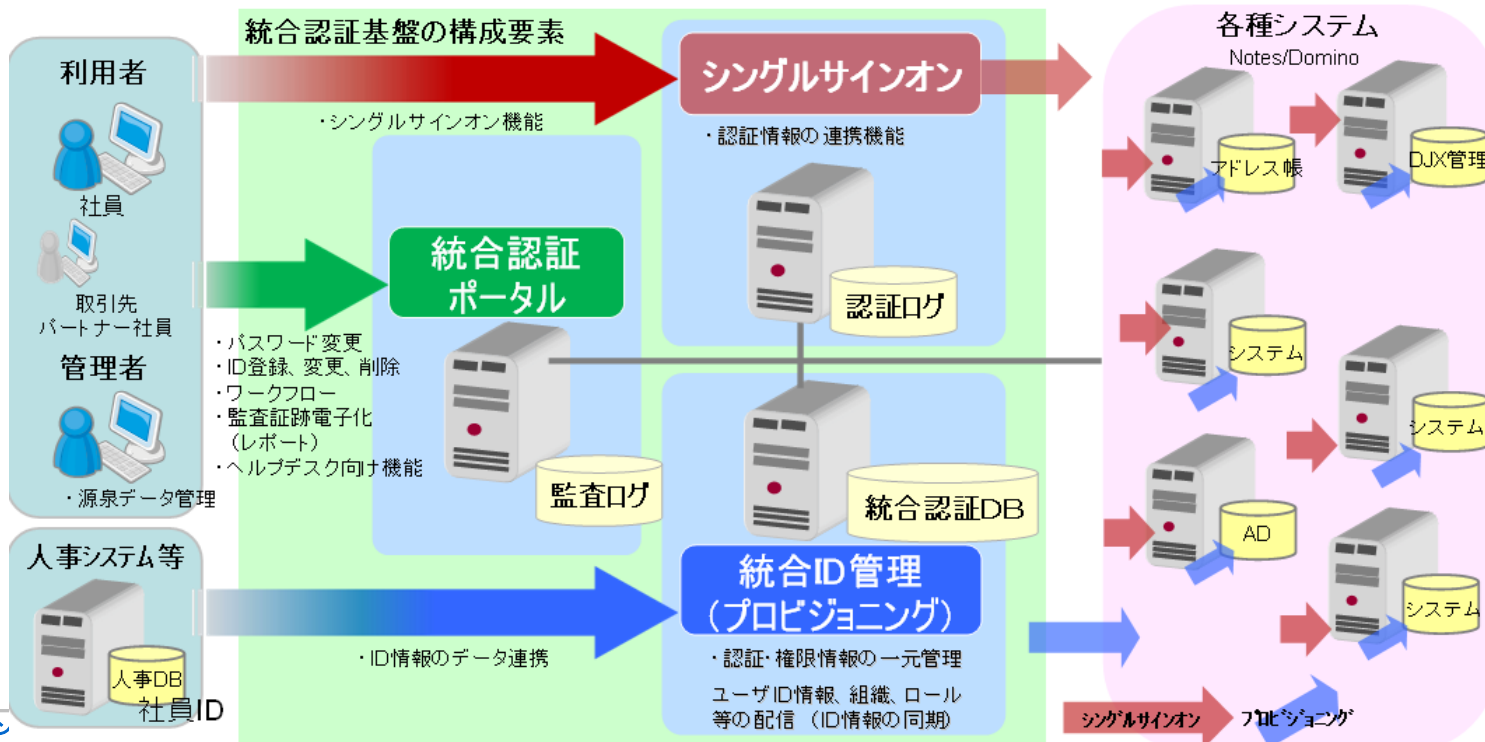 統合認証基盤の構成要素
利用者
社員
取引先
パートナー社員
管理者
・源泉データ管理
人事システム等
人事DB
社員ID
・シングルサインオン機能
シングルサインオン
・認証情報の連携機能
認証ログ
統合認証
ポータル
・パスワード変更
・ID登録、変更、削除
・ワークフロー
・監査証跡電子化
(レポート)
・ヘルプデスク向け機能
監査ログ
統合認証DB
統合ID管理
(プロビジョニング)
・ID情報のデータ連携
・認証・権限情報の一元管理
ユーザID情報、組織、ロール
等の配信 (ID情報の同期)
各種システム
Notes/Domino
アドレス帳
DJX管理
システム
システム
AD
システム
シングルサインオン
プロビジョニング